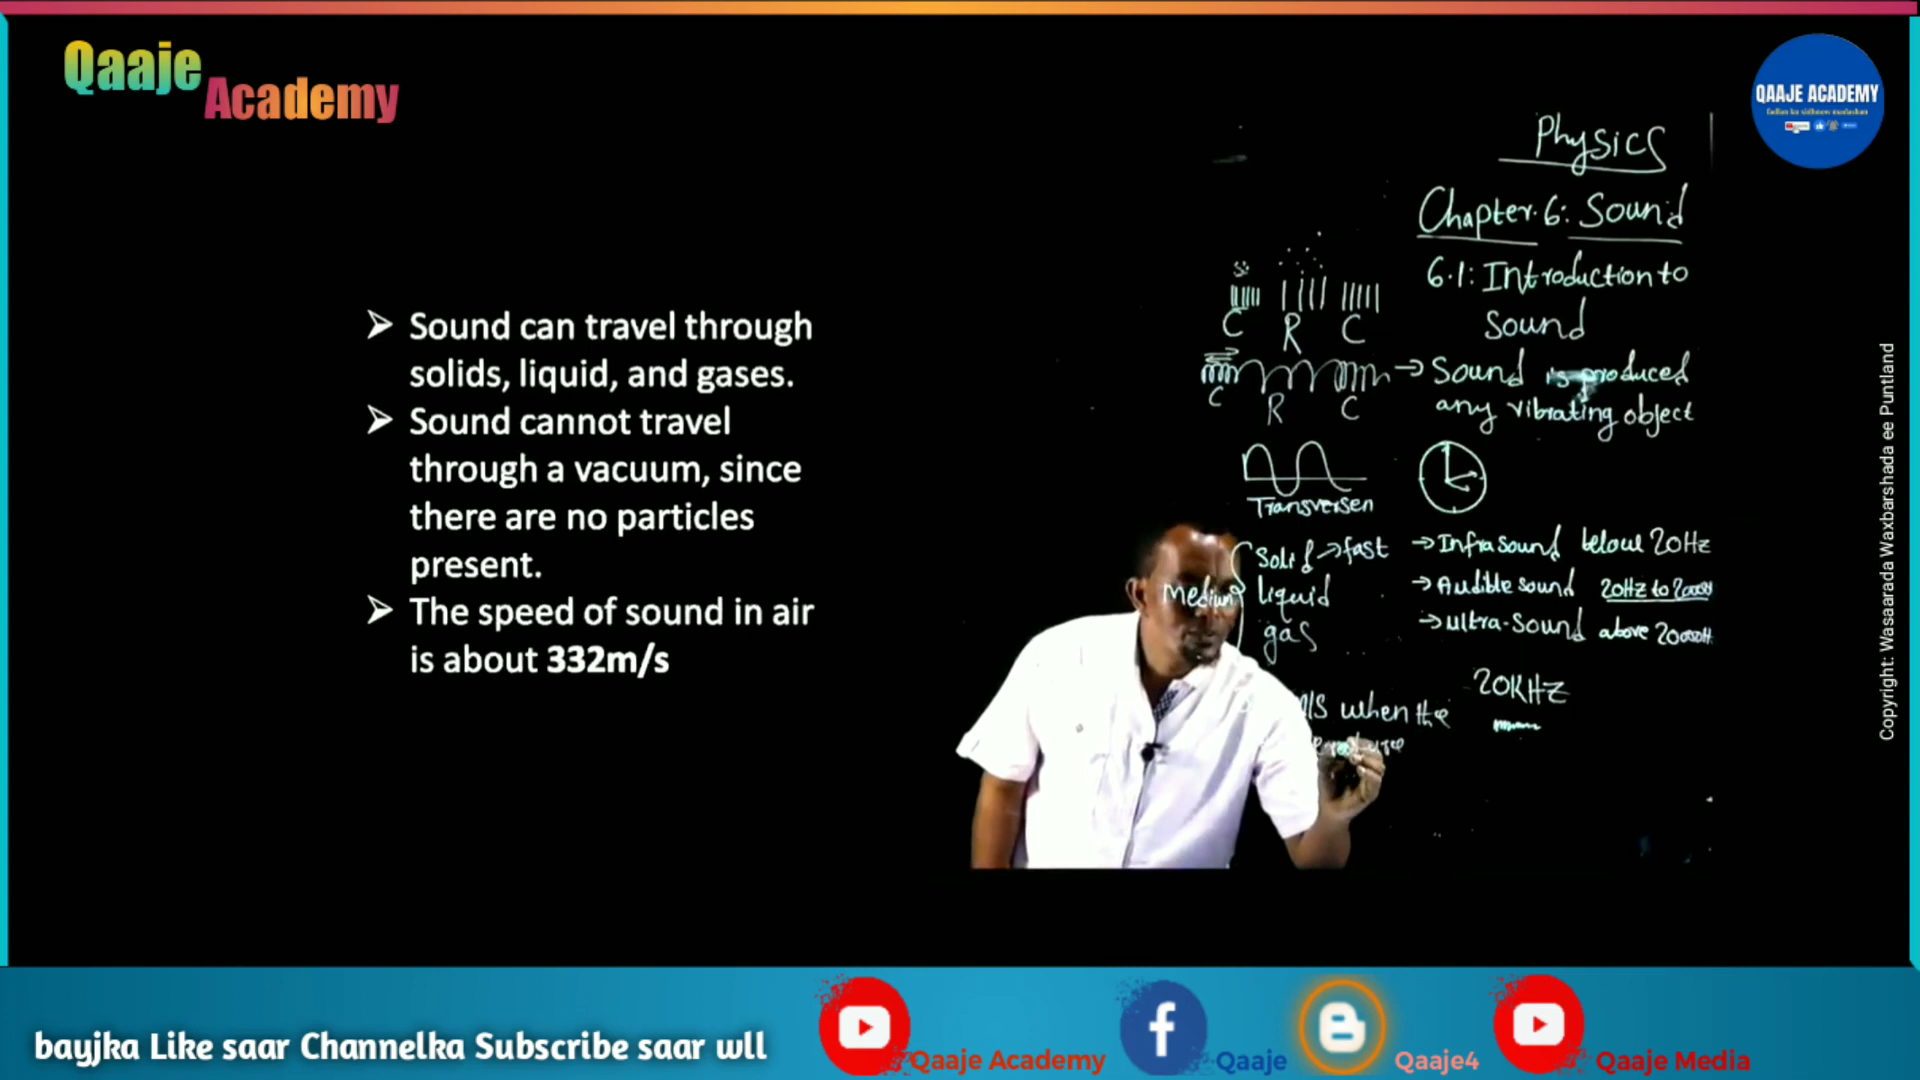 Qaaje
Academy
QAAJE ACADEMY
Physics
Chapter.6: Sound
6.1: Introduction to
Sound
C R C
C R C
→ Sound is produced
any vibrating object
Transversen
Sound can travel through
solids, liquid, and gases.
Sound cannot travel
through a vacuum, since
there are no particles
present.
The speed of sound in air
is about 332m/s
medium
Solid → fast
liquid
gas
→ Infrasound below 20Hz
→ Audible sound 20Hz to
→ ultra-Sound above
20KHZ
when the
Copyright: Wasaarada Waxbarshada ee Puntland
bayjka Like saar Channelka Subscribe saar wll
Qaaje Academy
Qaaje
Qaaje4
Qaaje Media